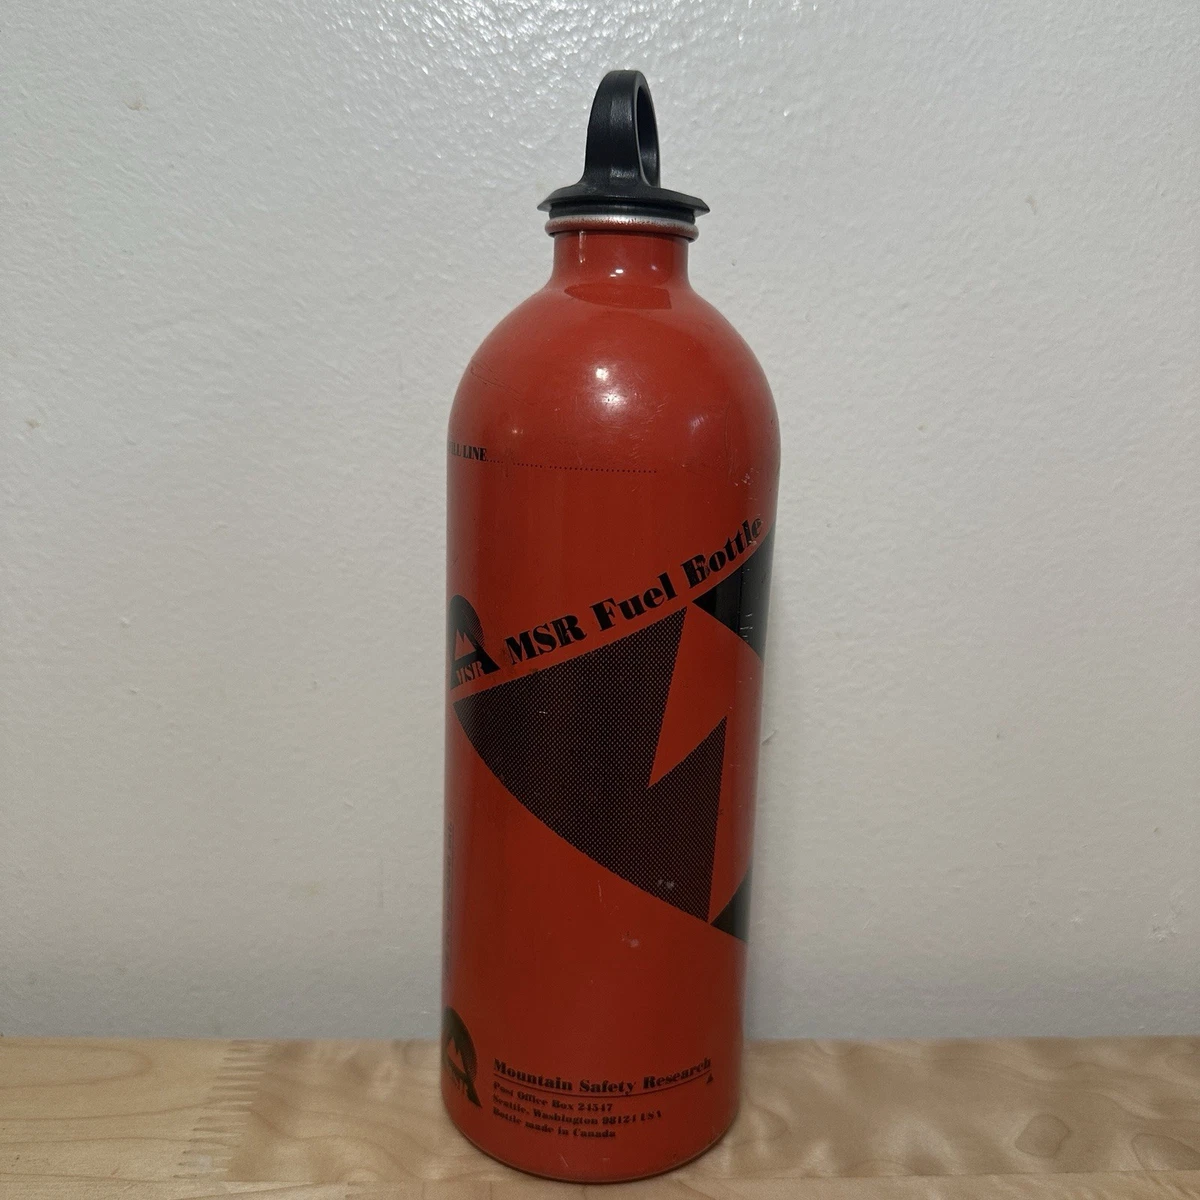 FILL LINE
MSR Fuel Bottle
MSR
Mountain Safety Research
Post Office Box 24547
Seattle, Washington 98124 USA
Bottle made in Canada
MSR